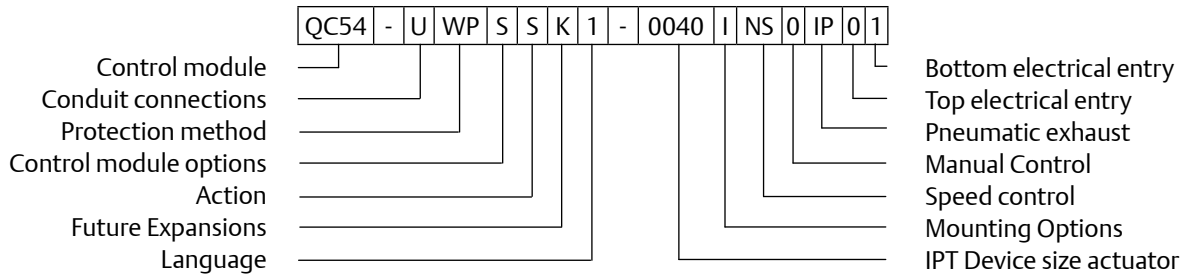 QC54 - U WP S S K 1 - 0040 I NS 0 IP 0 1
Control module
Conduit connections
Protection method
Control module options
Action
Future Expansions
Language
Bottom electrical entry
Top electrical entry
Pneumatic exhaust
Manual Control
Speed control
Mounting Options
IPT Device size actuator